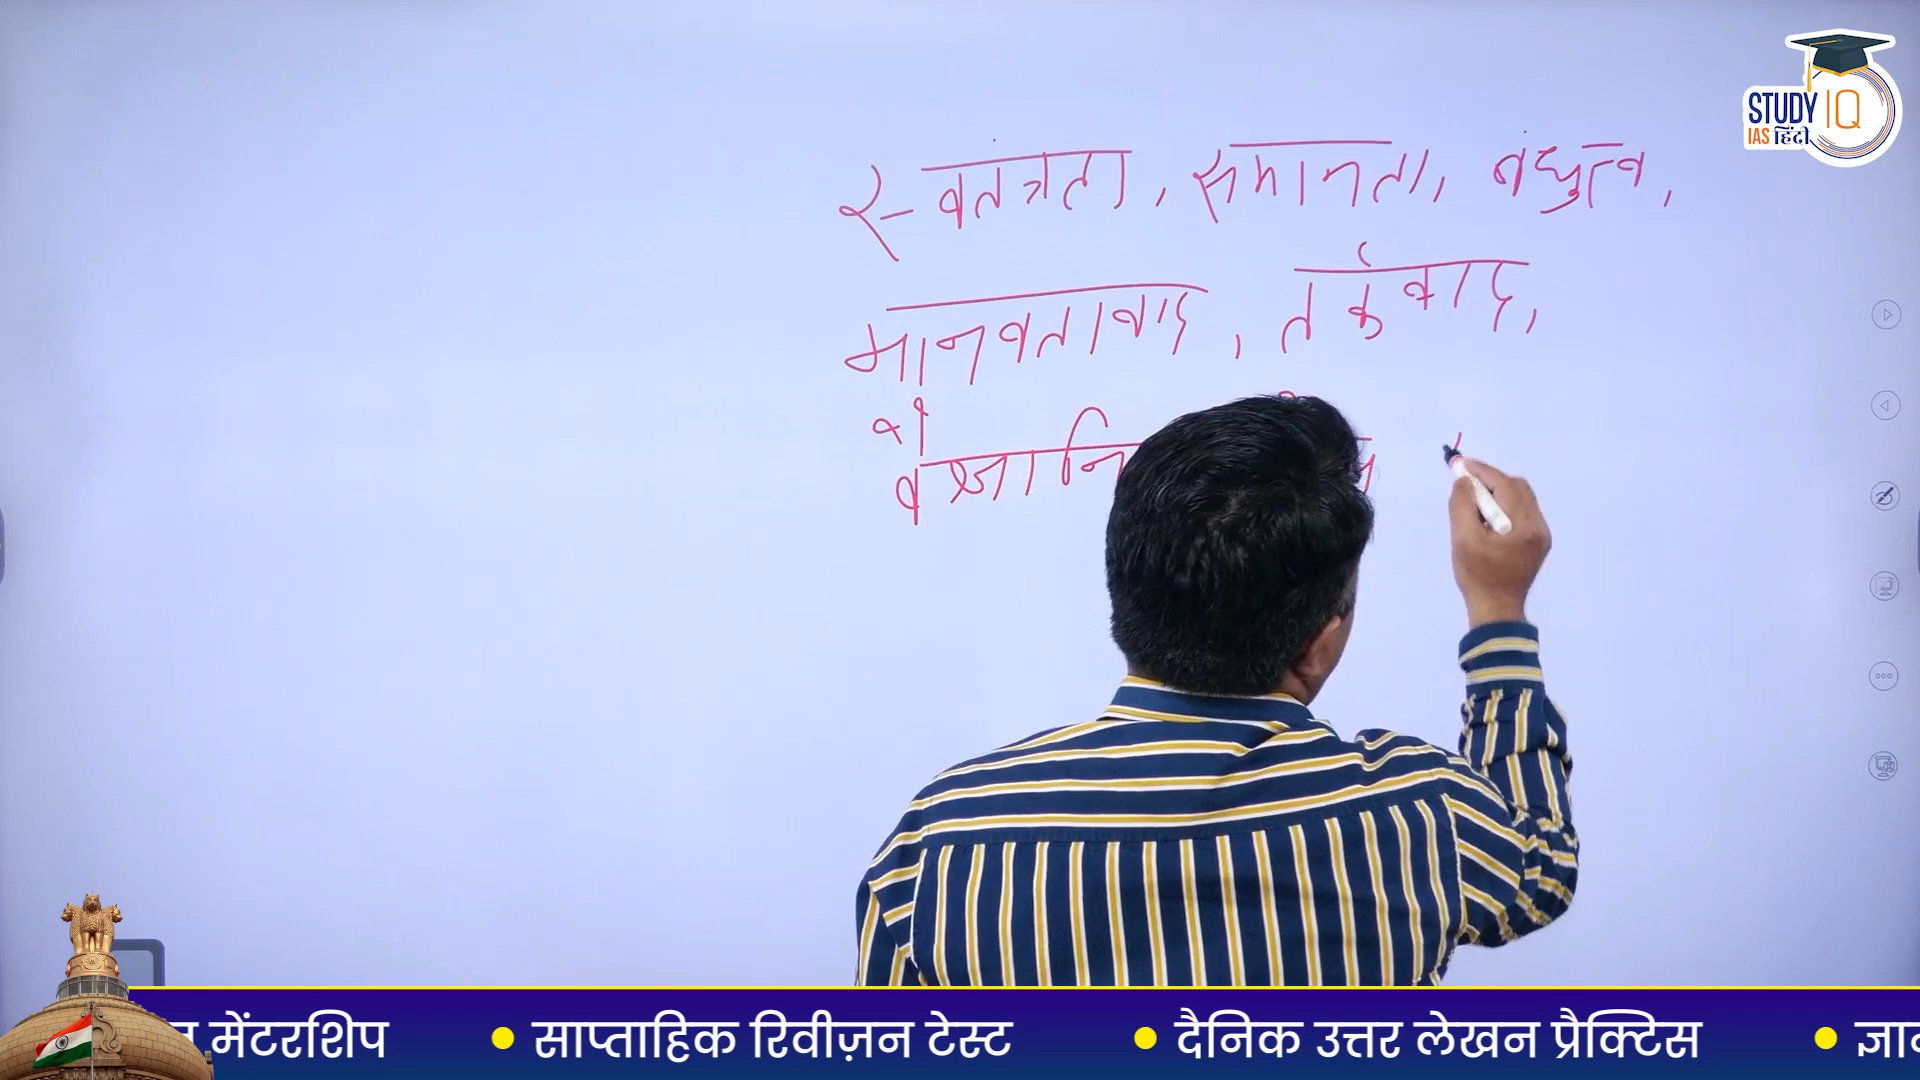 STUDY IQ
IAS हिंदी
स्वतंत्रता, समानता, बंधुत्व,
मानवतावाद, तर्कवाद,
मेंटरशिप • साप्ताहिक रिवीज़न टेस्ट • दैनिक उत्तर लेखन प्रैक्टिस •